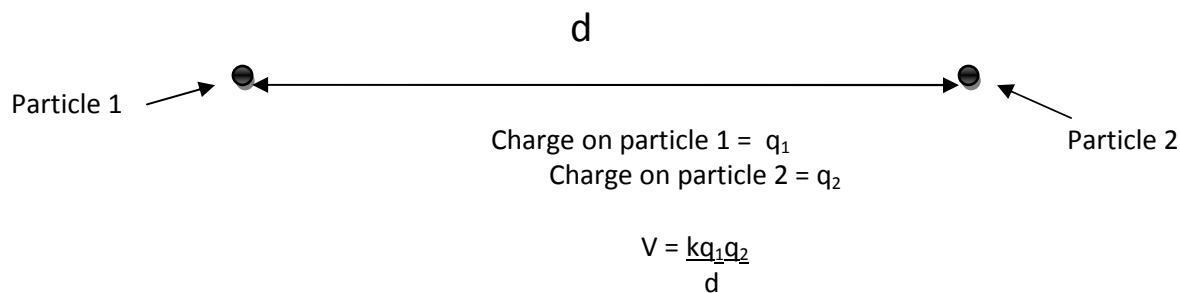 d
Particle 1
Particle 2
Charge on particle 1 = q₁
Charge on particle 2 = q₂
V = kq₁q₂
d